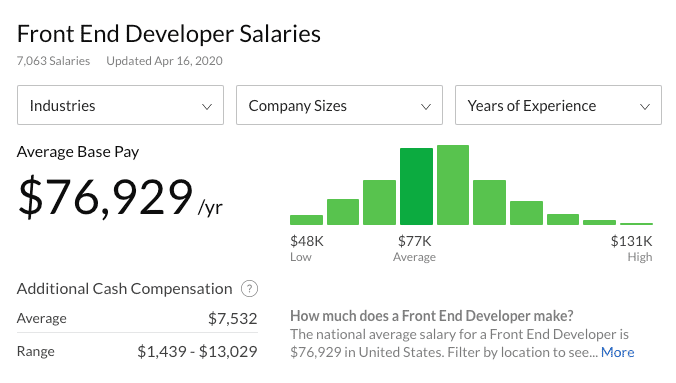 Front End Developer Salaries
7,063 Salaries Updated Apr 16, 2020
Industries
Company Sizes
Years of Experience
Average Base Pay
$76,929 /yr
$48K
Low
$77K
Average
$131K
High
Additional Cash Compensation ?
Average $7,532
Range $1,439 - $13,029
How much does a Front End Developer make?
The national average salary for a Front End Developer is
$76,929 in United States. Filter by location to see... More